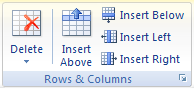 Delete
Insert
Above
Insert Below
Insert Left
Insert Right
Rows & Columns